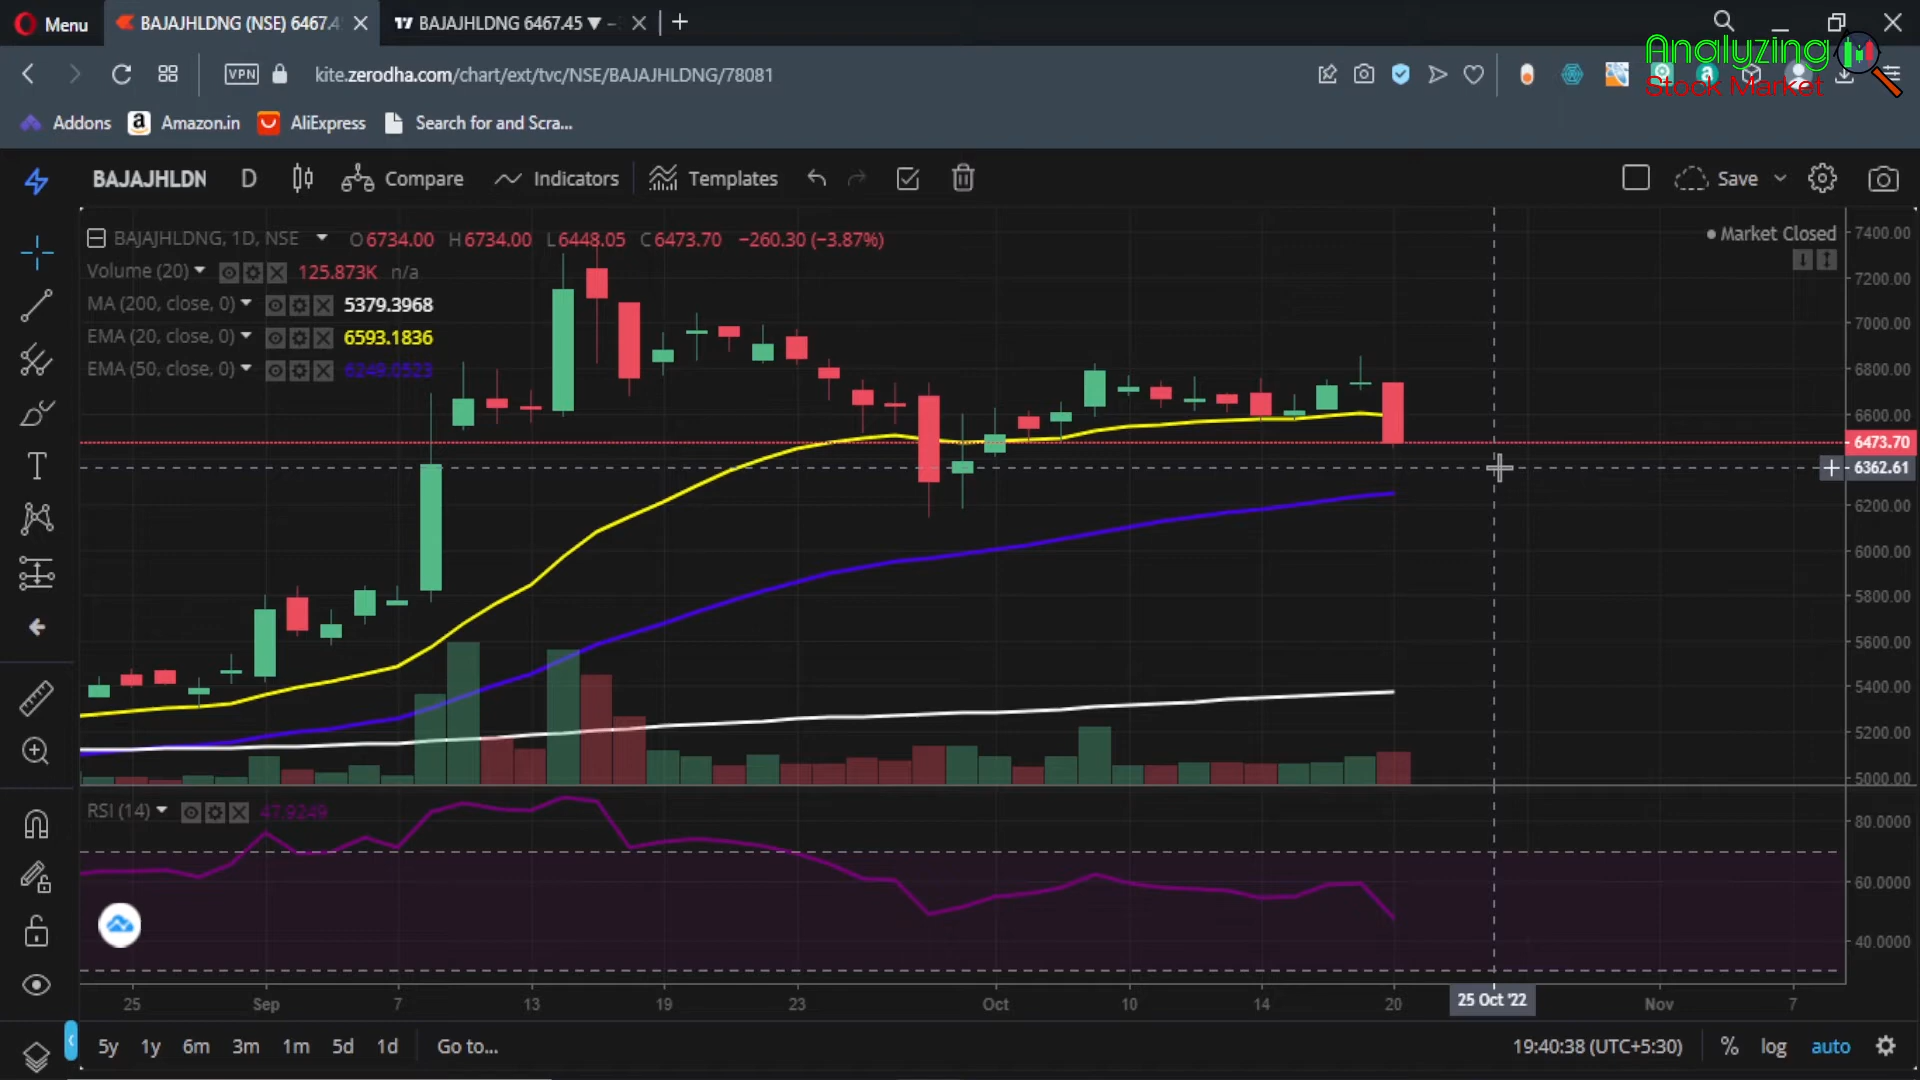 Menu
BAJAJHLDNG (NSE) 6467.4
BAJAJHLDNG 6467.45 ▼ -
Analyzing
Stock Market
VPN
kite.zerodha.com/chart/ext/tvc/NSE/BAJAJHLDNG/78081
Addons
Amazon.in
AliExpress
Search for and Scra...
BAJAJHLDN
D
Compare
Indicators
Templates
Save
BAJAJHLDNG, 1D, NSE O6734.00 H6734.00 L6448.05 C6473.70 −260.30 (−3.87%)
Market Closed
Volume (20) 125.873K n/a
MA (200, close, 0) 5379.3968
EMA (20, close, 0) 6593.1836
EMA (50, close, 0) 6248.0523
7400.00
7200.00
7000.00
6800.00
6600.00
6473.70
6362.61
6200.00
6000.00
5800.00
5600.00
5400.00
5200.00
5000.00
RSI (14) 47.9249
80.0000
60.0000
40.0000
25 Sep 7 13 19 23 Oct 10 14 20 25 Oct '22 Nov 7
5y 1y 6m 3m 1m 5d 1d Go to... 19:40:38 (UTC+5:30) % log auto